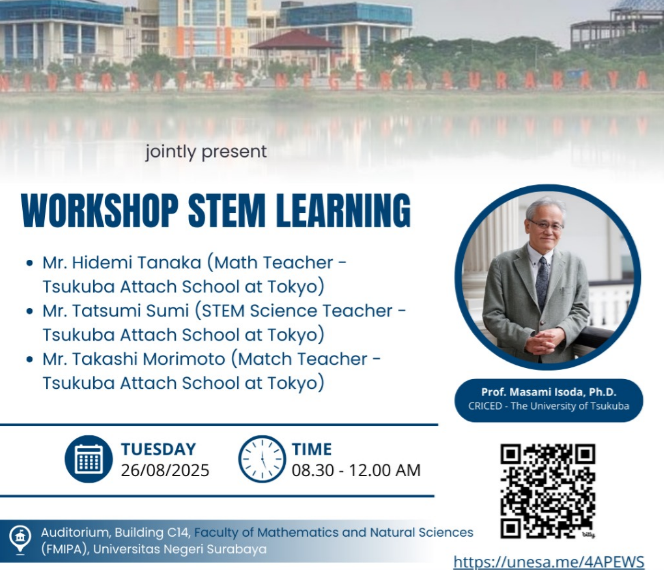 UNIVERSITAS NEGERI SURABAYA
jointly present
WORKSHOP STEM LEARNING
• Mr. Hidemi Tanaka (Math Teacher -
Tsukuba Attach School at Tokyo)
• Mr. Tatsumi Sumi (STEM Science Teacher -
Tsukuba Attach School at Tokyo)
• Mr. Takashi Morimoto (Match Teacher -
Tsukuba Attach School at Tokyo)
Prof. Masami Isoda, Ph.D.
CRICED - The University of Tsukuba
TUESDAY
26/08/2025
TIME
08.30 - 12.00 AM
Auditorium, Building C14, Faculty of Mathematics and Natural Sciences
(FMIPA), Universitas Negeri Surabaya
bitly
https://unesa.me/4APEWS